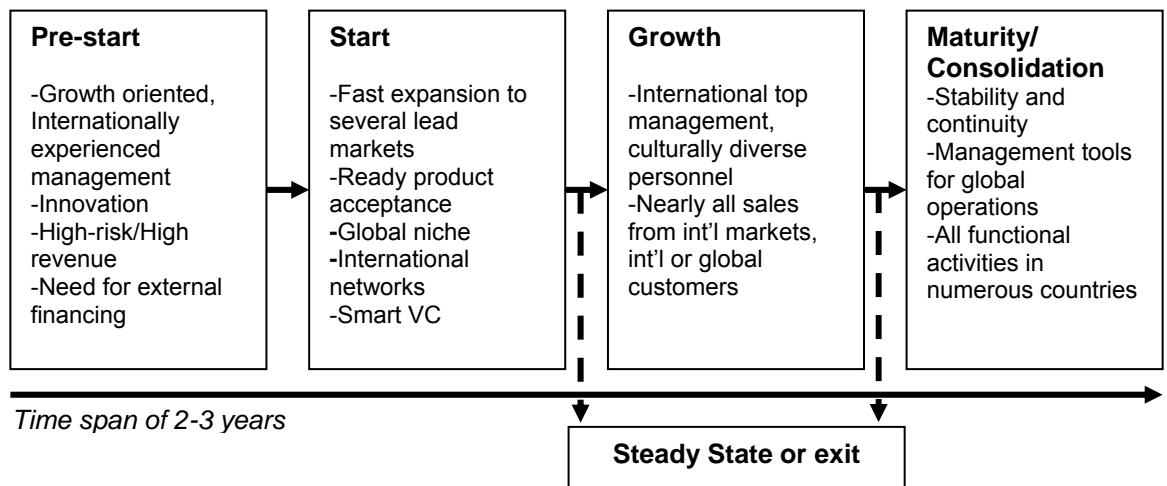 Pre-start
-Growth oriented,
Internationally
experienced
management
-Innovation
-High-risk/High
revenue
-Need for external
financing
Start
-Fast expansion to
several lead
markets
-Ready product
acceptance
-Global niche
-International
networks
-Smart VC
Growth
-International top
management,
culturally diverse
personnel
-Nearly all sales
from int'l markets,
int'l or global
customers
Maturity/
Consolidation
-Stability and
continuity
-Management tools
for global
operations
-All functional
activities in
numerous countries
Time span of 2-3 years
Steady State or exit